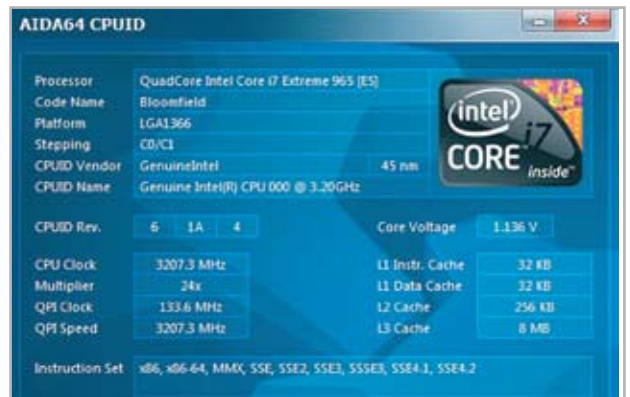 AIDA64 CPUID
Processor QuadCore Intel Core i7 Extreme 965 [ES]
Code Name Bloomfield
Platform LGA1366
Stepping C0/C1
CPUID Vendor GenuineIntel 45 nm
CPUID Name Genuine Intel(R) CPU 000 @ 3.20GHz
intel
i7
CORE inside
CPUID Rev. 6 1A 4 Core Voltage 1.136 V
CPU Clock 3207.3 MHz L1 Instr. Cache 32 KB
Multiplier 24x L1 Data Cache 32 KB
QPI Clock 133.6 MHz L2 Cache 256 KB
QPI Speed 3207.3 MHz L3 Cache 8 MB
Instruction Set x86, x86-64, MMX, SSE, SSE2, SSE3, SSSE3, SSE4.1, SSE4.2